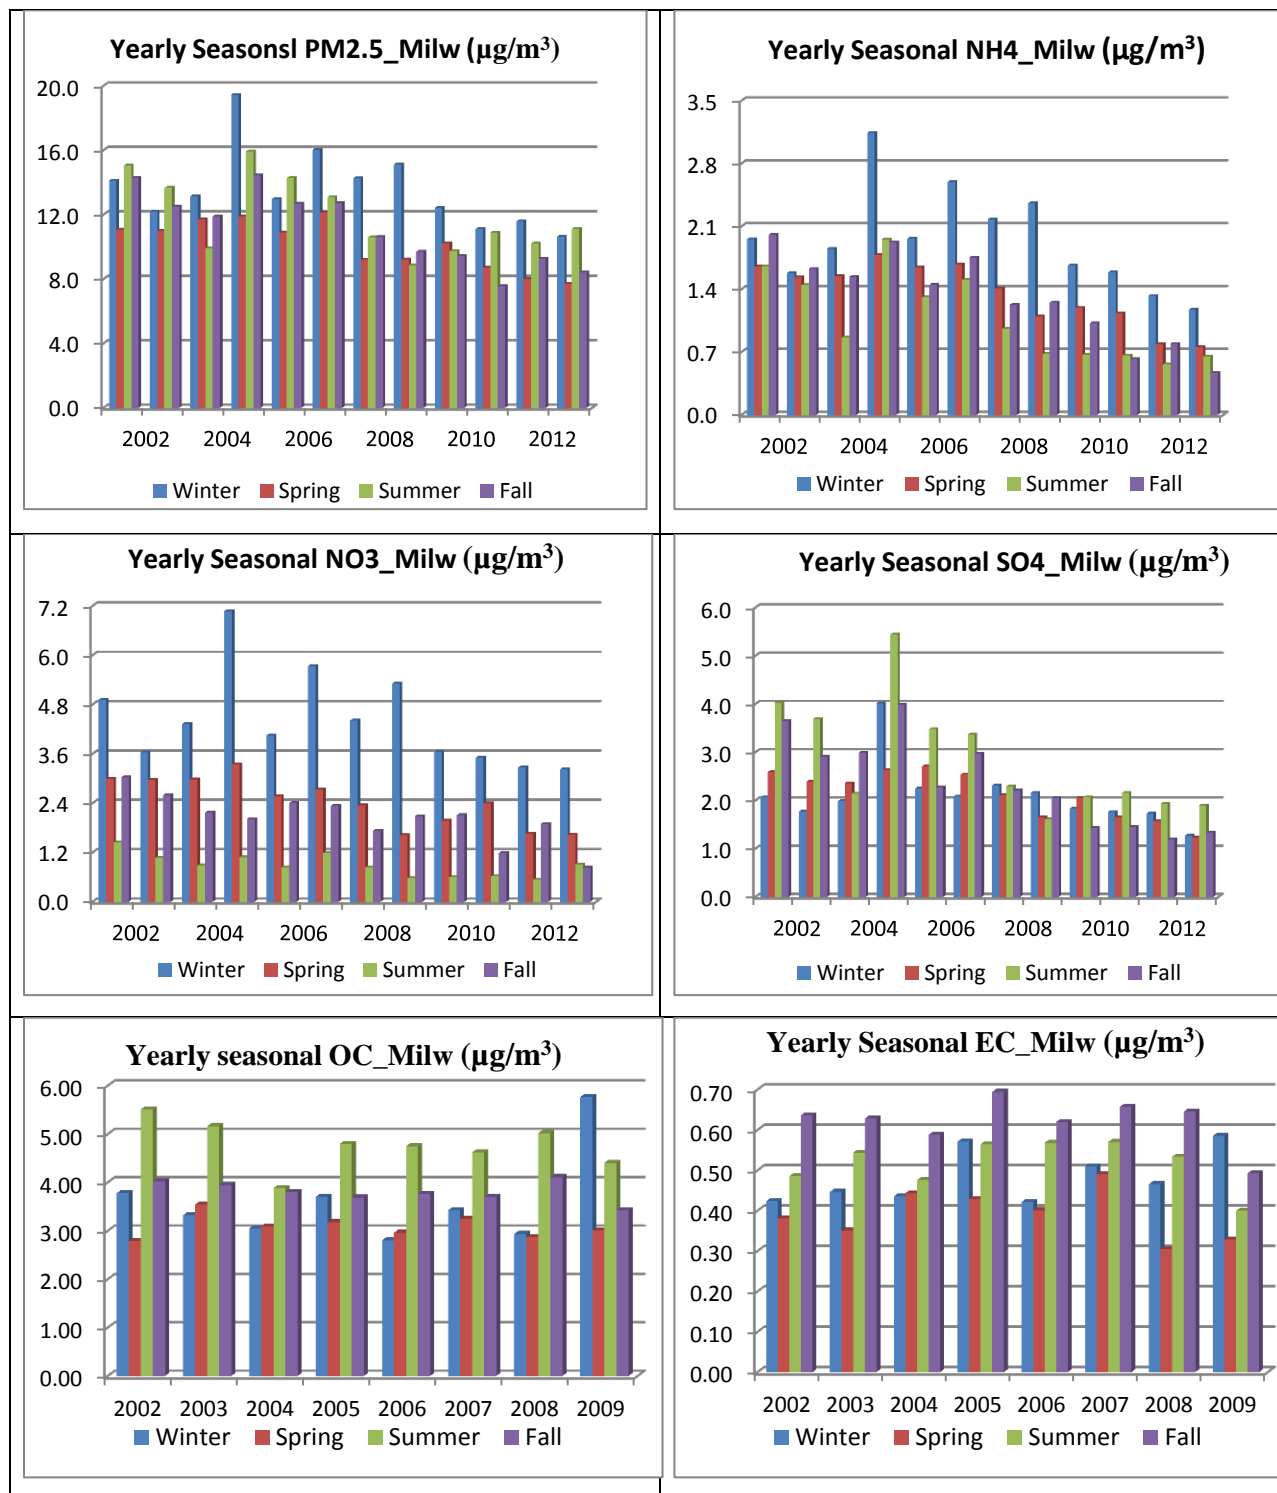 Yearly Seasonsl PM2.5_Milw (µg/m³)
20.0
16.0
12.0
8.0
4.0
0.0
2002 2004 2006 2008 2010 2012
Winter Spring Summer Fall
Yearly Seasonal NH4_Milw (µg/m³)
3.5
2.8
2.1
1.4
0.7
0.0
2002 2004 2006 2008 2010 2012
Winter Spring Summer Fall
Yearly Seasonal NO3_Milw (µg/m³)
7.2
6.0
4.8
3.6
2.4
1.2
0.0
2002 2004 2006 2008 2010 2012
Winter Spring Summer Fall
Yearly Seasonal SO4_Milw (µg/m³)
6.0
5.0
4.0
3.0
2.0
1.0
0.0
2002 2004 2006 2008 2010 2012
Winter Spring Summer Fall
Yearly seasonal OC_Milw (µg/m³)
6.00
5.00
4.00
3.00
2.00
1.00
0.00
2002 2003 2004 2005 2006 2007 2008 2009
Winter Spring Summer Fall
Yearly Seasonal EC_Milw (µg/m³)
0.70
0.60
0.50
0.40
0.30
0.20
0.10
0.00
2002 2003 2004 2005 2006 2007 2008 2009
Winter Spring Summer Fall